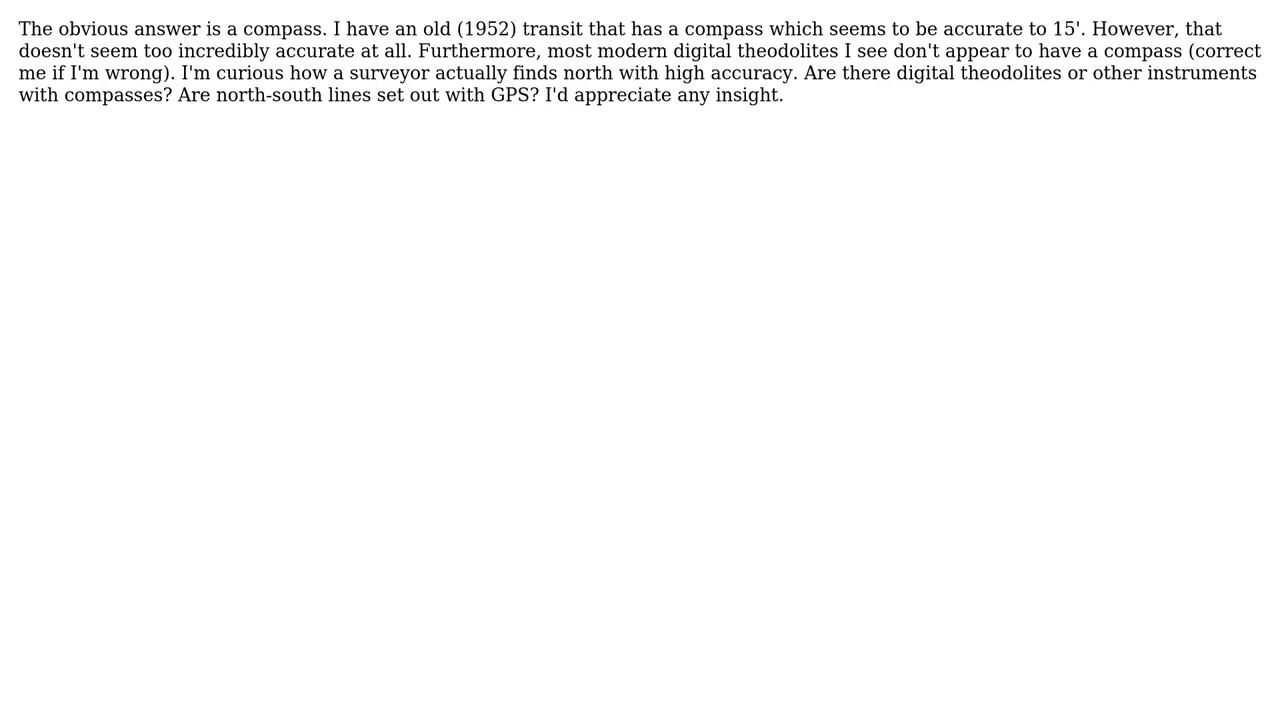 The obvious answer is a compass. I have an old (1952) transit that has a compass which seems to be accurate to 15'. However, that
doesn't seem too incredibly accurate at all. Furthermore, most modern digital theodolites I see don't appear to have a compass (correct
me if I'm wrong). I'm curious how a surveyor actually finds north with high accuracy. Are there digital theodolites or other instruments
with compasses? Are north-south lines set out with GPS? I'd appreciate any insight.